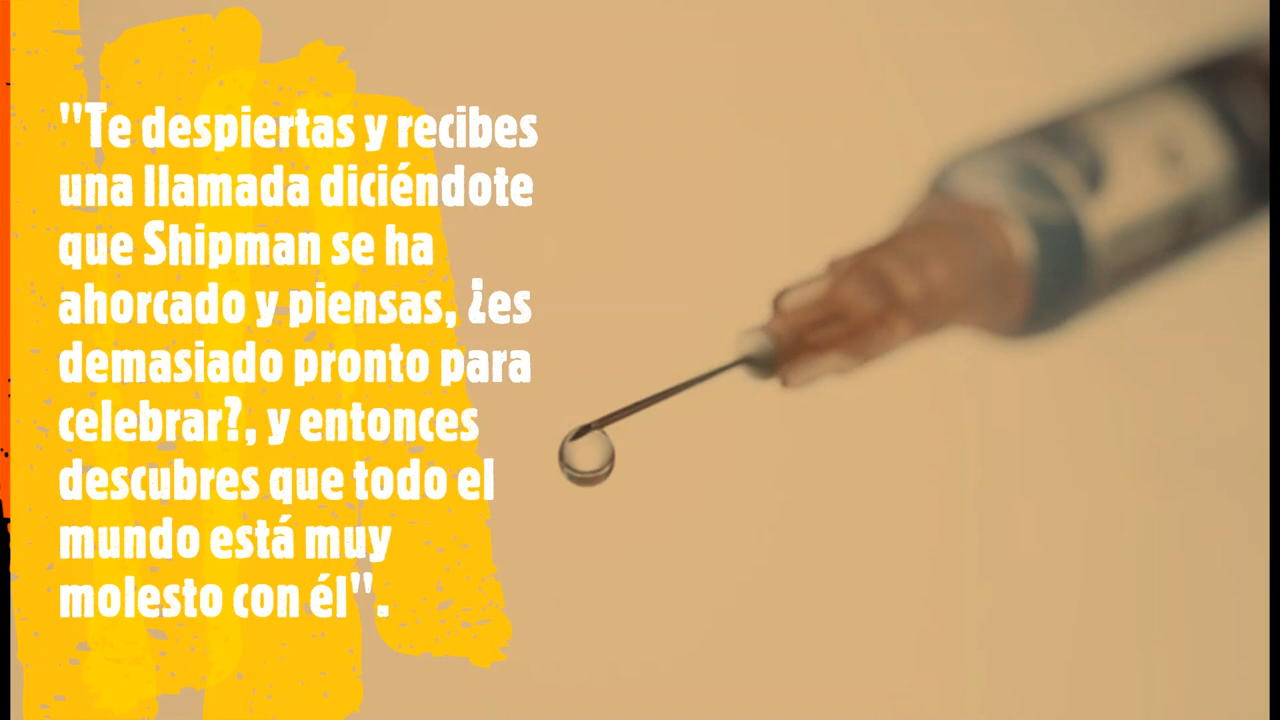 "Te despiertas y recibes
una llamada diciéndote
que Shipman se ha
ahorcado y piensas, ¿es
demasiado pronto para
celebrar?, y entonces
descubres que todo el
mundo está muy
molesto con él".